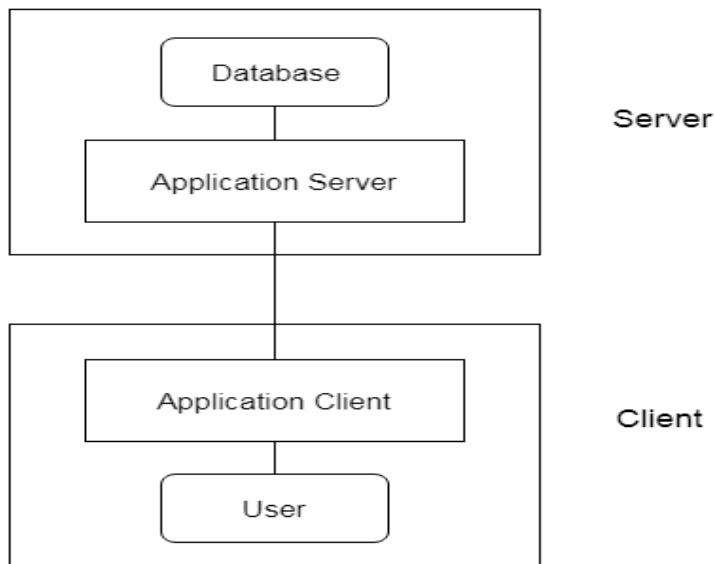 Database
Server
Application Server
Application Client
Client
User